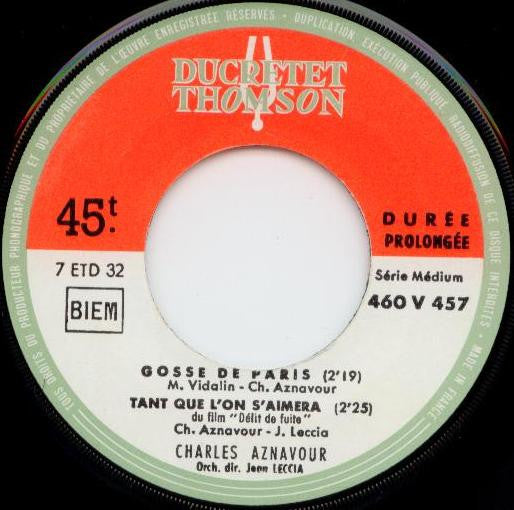 TOUS DROITS DU PRODUCTEUR PHONOGRAPHIQUE ET DU PROPRIÉTAIRE DE L'ŒUVRE ENREGISTRÉE RÉSERVÉS • DUPLICATION, EXÉCUTION PUBLIQUE, RADIODIFFUSION DE CE DISQUE INTERDITES • MADE IN FRANCE
DUCRETET
THOMSON
45t.
DURÉE
PROLONGÉE
7 ETD 32
Série Médium
BIEM
460 V 457
GOSSE DE PARIS (2'19)
M. Vidalin - Ch. Aznavour
TANT QUE L'ON S'AIMERA (2'25)
du film "Délit de fuite"
Ch. Aznavour - J. Leccia
CHARLES AZNAVOUR
Orch. dir. Jean LECCIA